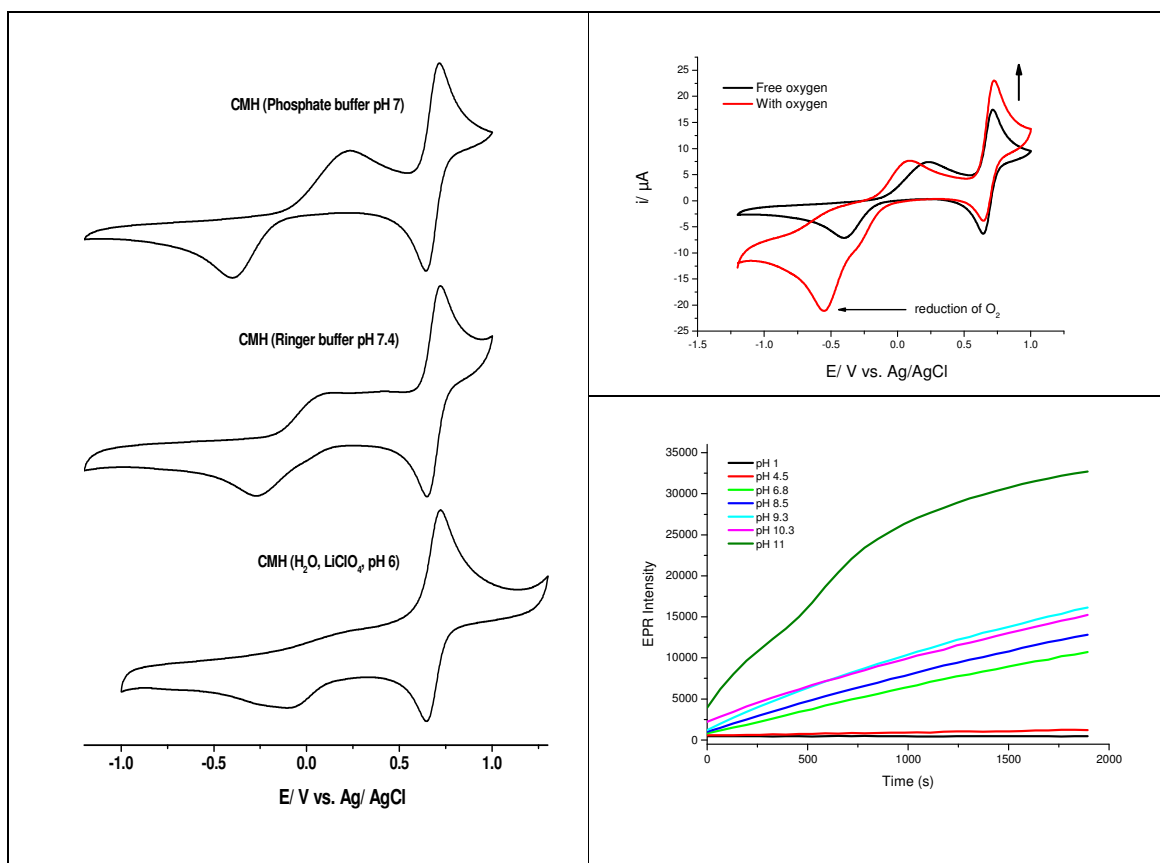 CMH (Phosphate buffer pH 7)
CMH (Ringer buffer pH 7.4)
CMH (H₂O, LiClO₄, pH 6)
-1.0 -0.5 0.0 0.5 1.0
E/ V vs. Ag/ AgCl
25
20
15
10
5
0
-5
-10
-15
-20
-25
i/ µA
Free oxygen
With oxygen
reduction of O₂
-1.5 -1.0 -0.5 0.0 0.5 1.0
E/ V vs. Ag/AgCl
35000
30000
25000
20000
15000
10000
5000
0
EPR Intensity
pH 1
pH 4.5
pH 6.8
pH 8.5
pH 9.3
pH 10.3
pH 11
0 500 1000 1500 2000
Time (s)